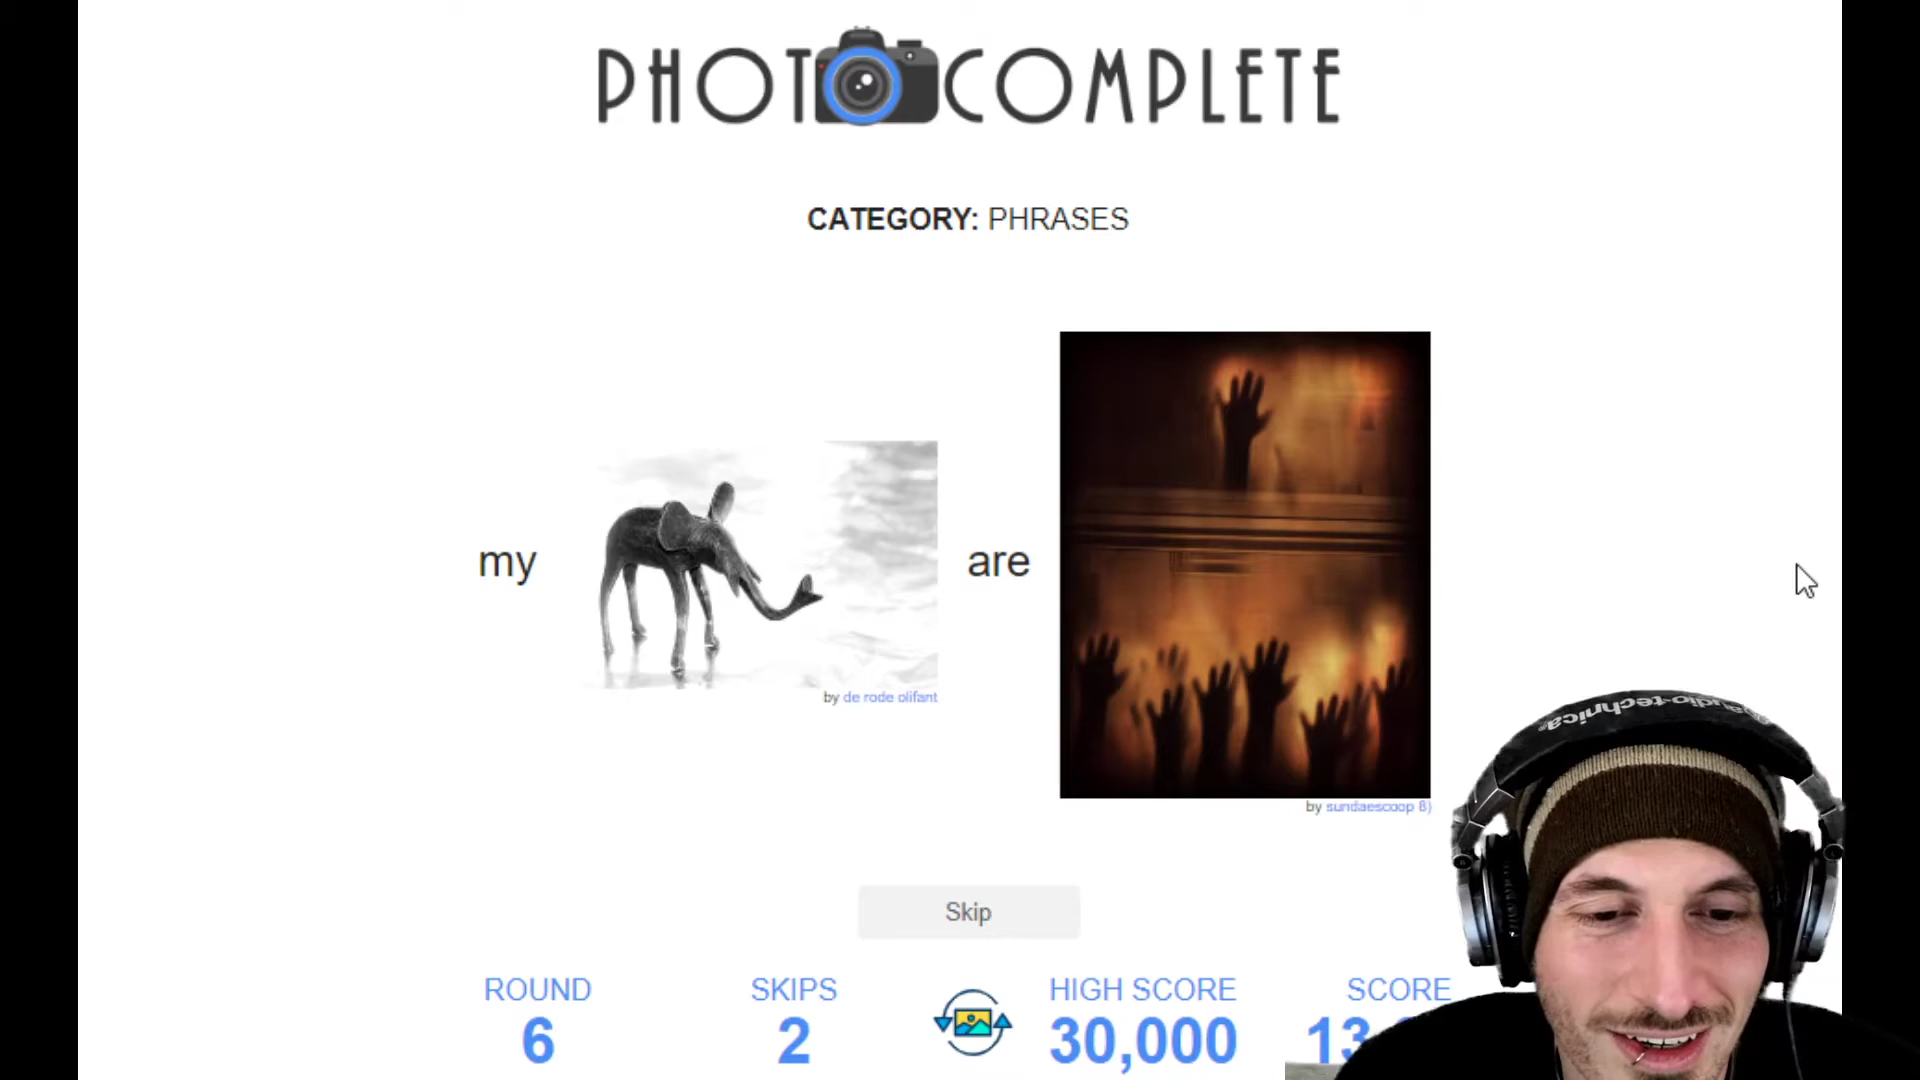 PHOTOCOMPLETE
CATEGORY: PHRASES
my
are
by de rode olifant
by sundaescoop 8)
Skip
ROUND
6
SKIPS
2
HIGH SCORE
30,000
SCORE
audio-technica